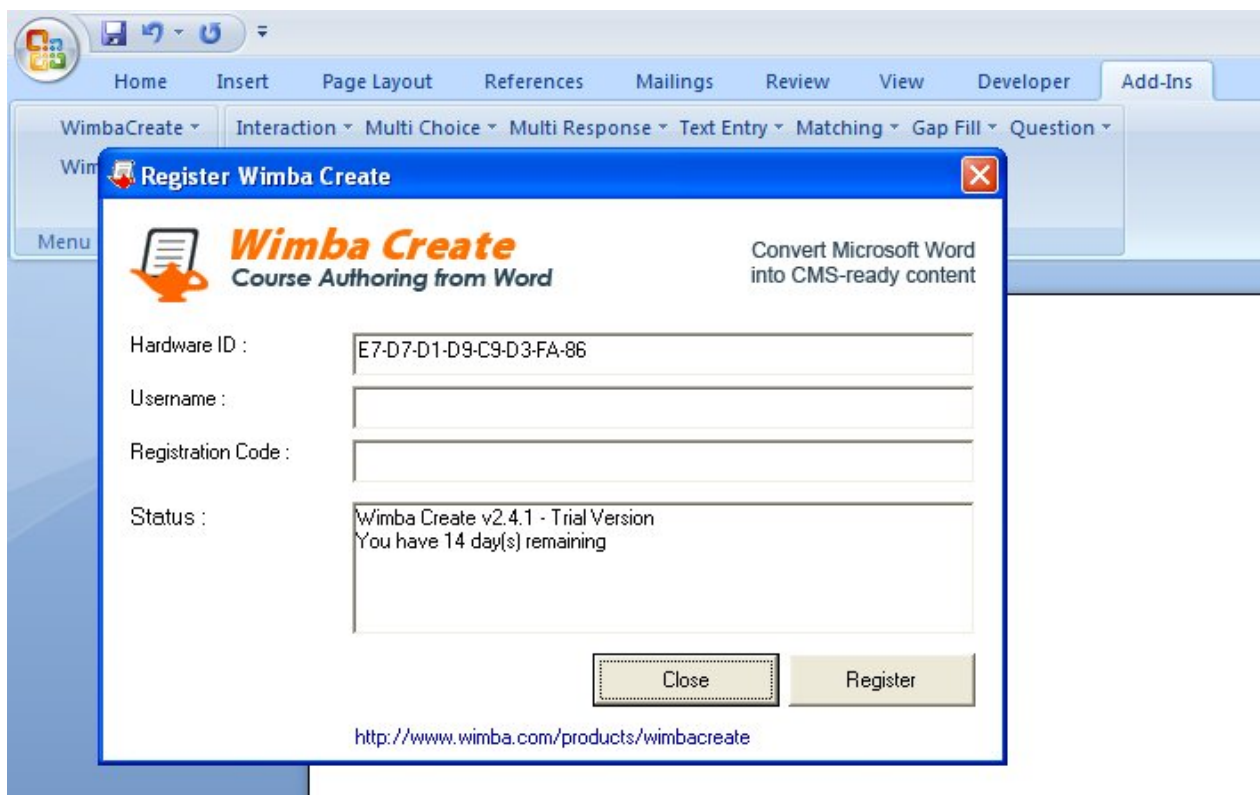 Home Insert Page Layout References Mailings Review View Developer Add-Ins
WimbaCreate Interaction Multi Choice Multi Response Text Entry Matching Gap Fill Question
Wim
Menu
Register Wimba Create
Wimba Create
Course Authoring from Word
Convert Microsoft Word
into CMS-ready content
Hardware ID : E7-D7-D1-D9-C9-D3-FA-86
Username :
Registration Code :
Status : Wimba Create v2.4.1 - Trial Version
You have 14 day(s) remaining
Close Register
http://www.wimba.com/products/wimbacreate